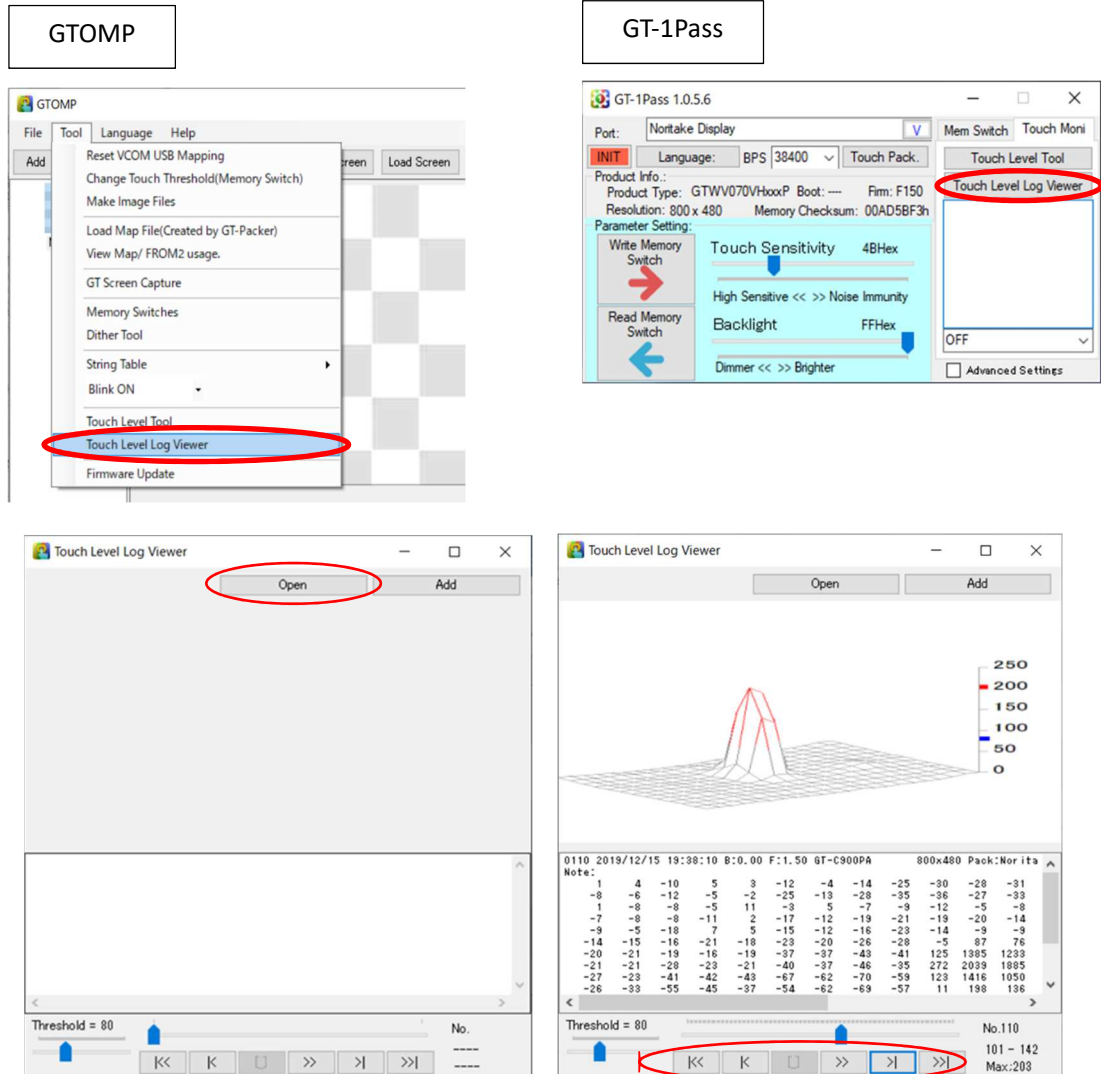 GTOMP
GTOMP
File Tool Language Help
Add reen Load Screen
Reset VCOM USB Mapping
Change Touch Threshold(Memory Switch)
Make Image Files
Load Map File(Created by GT-Packer)
View Map/ FROM2 usage.
GT Screen Capture
Memory Switches
Dither Tool
String Table
Blink ON
Touch Level Tool
Touch Level Log Viewer
Firmware Update
GT-1Pass
GT-1Pass 1.0.5.6
Port: Noritake Display V
INIT Language: BPS 38400 Touch Pack.
Product Info.:
Product Type: GTWV070VHxxxP Boot: ---- Firm: F150
Resolution: 800 x 480 Memory Checksum: 00AD5BF3h
Parameter Setting:
Write Memory Switch
Touch Sensitivity 4BHex
High Sensitive << >> Noise Immunity
Read Memory Switch
Backlight FFHex
Dimmer << >> Brighter
Mem Switch Touch Moni
Touch Level Tool
Touch Level Log Viewer
OFF
Advanced Settings
Touch Level Log Viewer
Open Add
Threshold = 80 No.
|<< |< [] >> >| >>| ----
----
Touch Level Log Viewer
Open Add
250
200
150
100
50
0
0110 2019/12/15 19:38:10 B:0.00 F:1.50 GT-C900PA 800x480 Pack:Norita
Note:
1 4 -10 5 3 -12 -4 -14 -25 -30 -28 -31
-8 -6 -12 -5 -2 -25 -13 -28 -35 -36 -27 -33
1 -8 -8 -5 11 -3 5 -7 -9 -12 -5 -8
-7 -8 -8 -11 2 -17 -12 -19 -21 -19 -20 -14
-9 -5 -18 7 5 -15 -12 -16 -23 -14 -9 -9
-14 -15 -16 -21 -18 -23 -20 -26 -28 -5 87 76
-20 -21 -19 -16 -19 -37 -37 -43 -41 125 1385 1233
-21 -21 -28 -23 -21 -40 -37 -46 -35 272 2039 1885
-27 -23 -41 -42 -43 -67 -62 -70 -59 123 1416 1050
-26 -33 -55 -45 -37 -54 -62 -69 -57 11 198 136
Threshold = 80 No.110
|<< |< [] >> >| >>| 101 - 142
Max:203